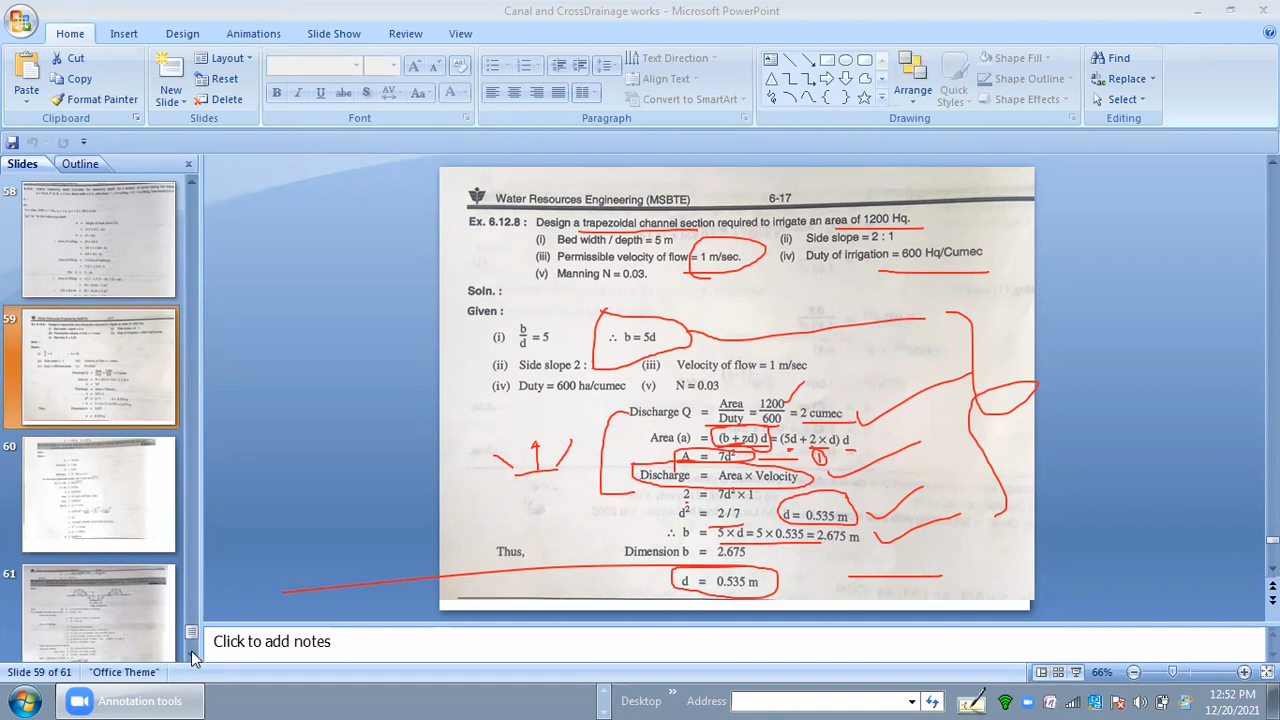 Canal and CrossDrainage works - Microsoft PowerPoint
Home Insert Design Animations Slide Show Review View
Cut
Copy
Format Painter
Paste
Clipboard
New
Slide
Layout
Reset
Delete
Slides
B I U abc S AV Aa A
Font
Paragraph
Text Direction
Align Text
Convert to SmartArt
Drawing
Arrange
Quick
Styles
Shape Fill
Shape Outline
Shape Effects
Find
Replace
Select
Editing
Slides Outline
58
59
60
61
Water Resources Engineering (MSBTE) 6-1
Ex. 6.12.8 : Design a trapezoidal channel section required to irrigate an area of 1200 Hq.
(i) Bed width / depth = 5 m (ii) Side slope = 2 : 1
(ii) Permissible velocity of flow = 1 m/sec. (iv) Duty of irrigation = 600 Hq/Cumec
(v) Manning N = 0.03.
Soln. :
Given :
(i) b/d = 5 ∴ b = 5d
(ii) Side slope 2 : (iii) Velocity of flow = 1 m/sec
(iv) Duty = 600 ha/cumec (v) N = 0.03
Discharge Q = Area/Duty = 1200/600 = 2 cumec
Area (a) = (b + zd) d = (5d + 2 × d) d
A = 7d²
Discharge = Area × Velocity
= 7d² × 1
d² = 2 / 7 d = 0.535 m
∴ b = 5 × d = 5 × 0.535 = 2.675 m
Thus, Dimension b = 2.675
d = 0.535 m
Click to add notes
Slide 59 of 61 "Office Theme" 66%
Annotation tools Desktop » Address 12:52 PM
12/20/2021